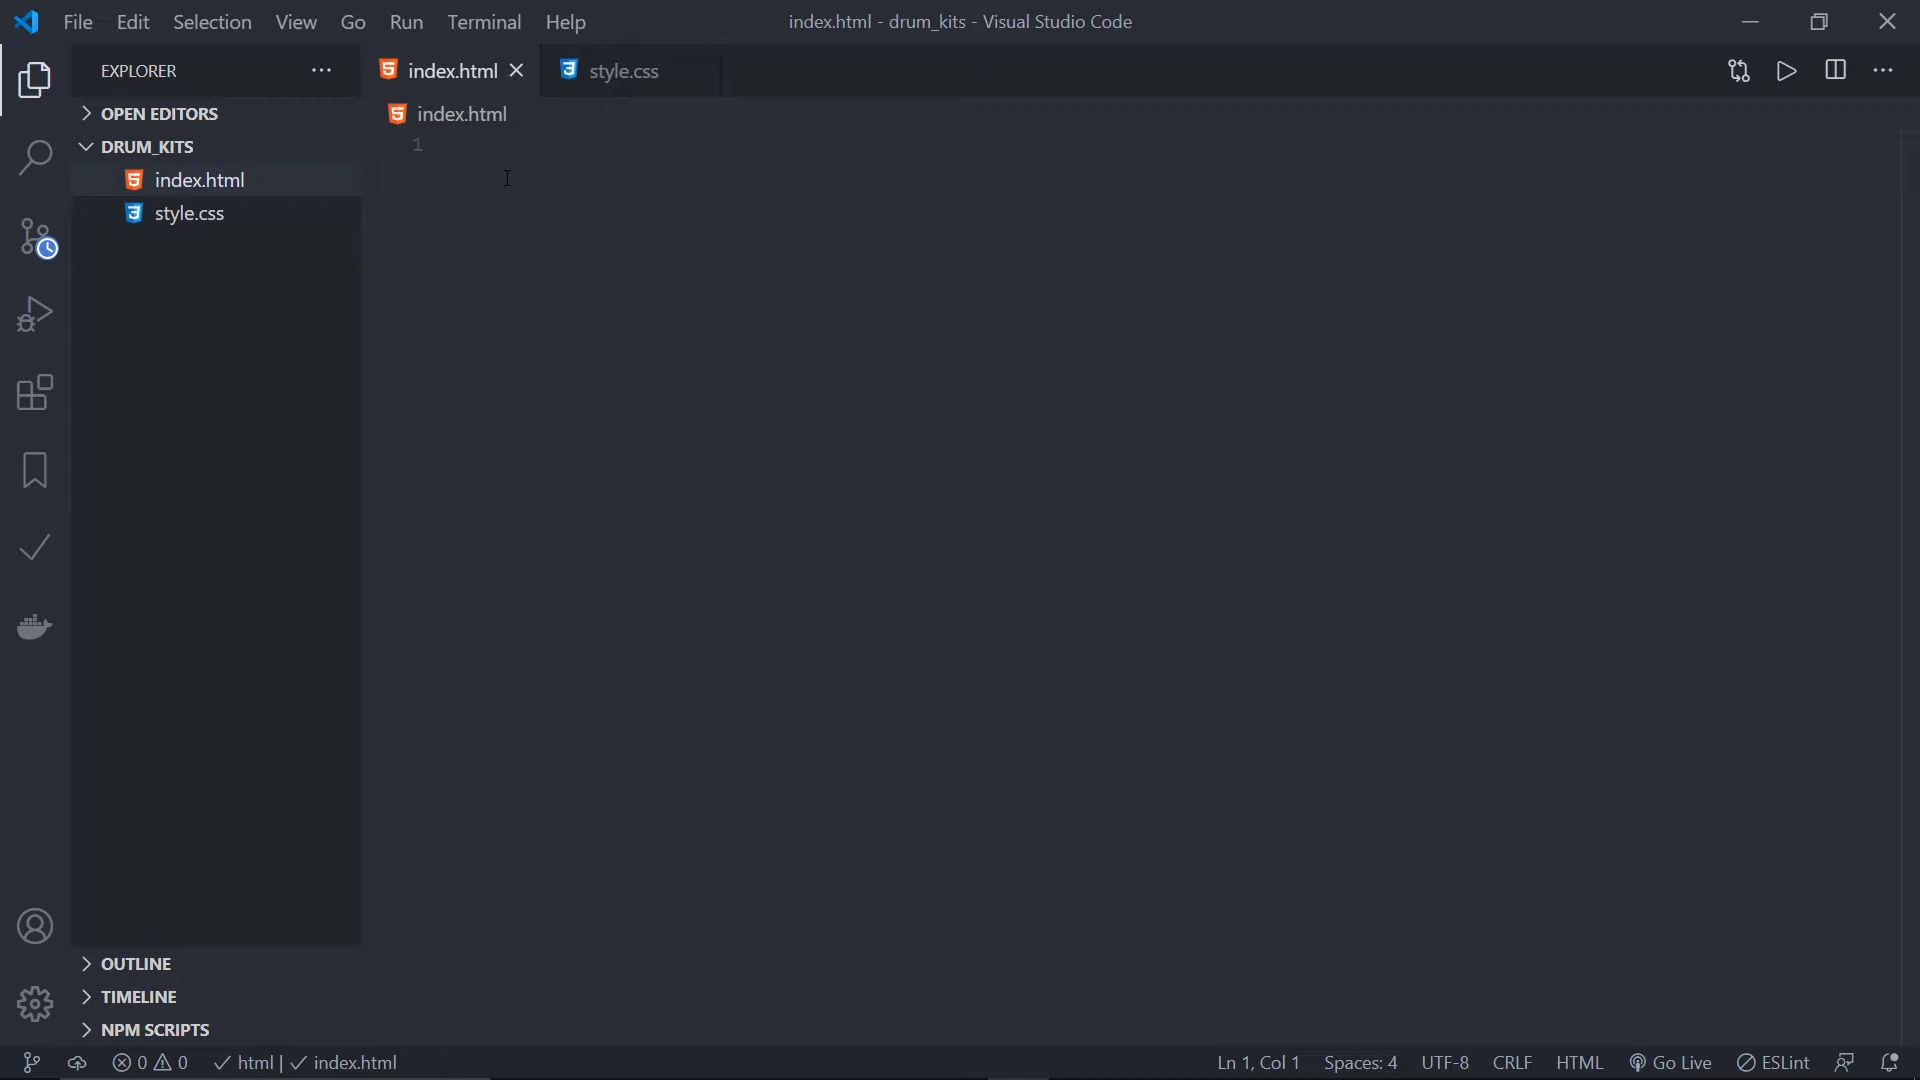 File Edit Selection View Go Run Terminal Help index.html - drum_kits - Visual Studio Code
EXPLORER index.html style.css
OPEN EDITORS index.html
DRUM_KITS 1
index.html
style.css
OUTLINE
TIMELINE
NPM SCRIPTS
0 0 html | index.html Ln 1, Col 1 Spaces: 4 UTF-8 CRLF HTML Go Live ESLint